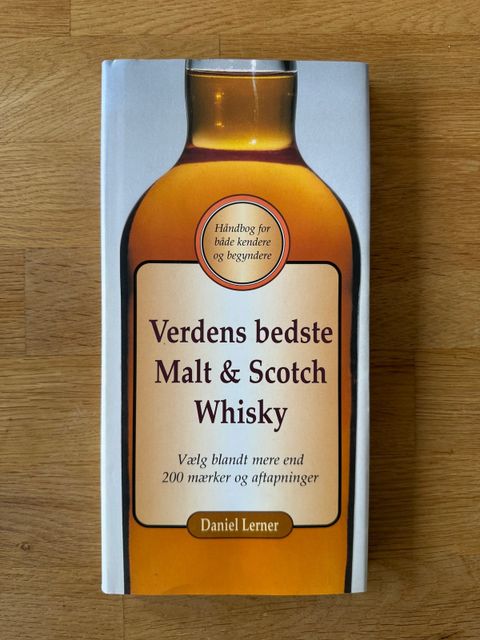 Håndbog for
både kendere
og begyndere
Verdens bedste
Malt & Scotch
Whisky
Vælg blandt mere end
200 mærker og aftapninger
Daniel Lerner